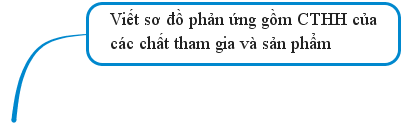 Viết sơ đồ phản ứng gồm CTHH của
các chất tham gia và sản phẩm